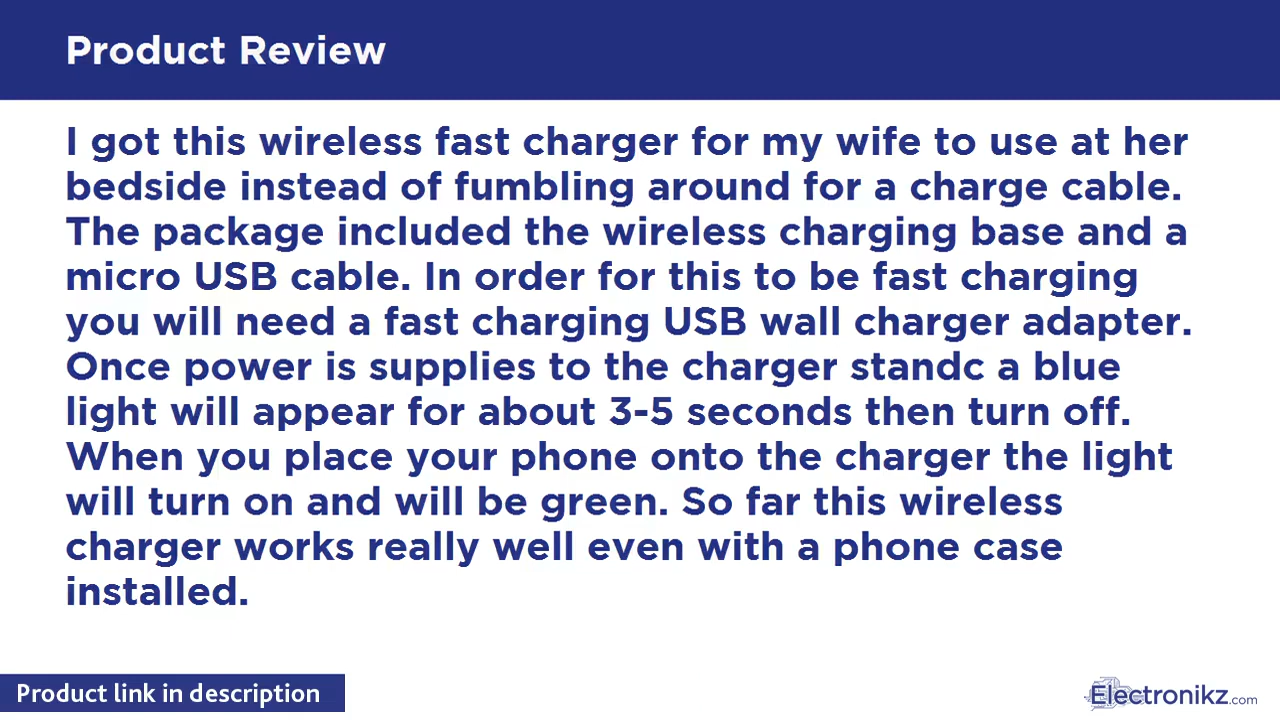 Product Review
I got this wireless fast charger for my wife to use at her
bedside instead of fumbling around for a charge cable.
The package included the wireless charging base and a
micro USB cable. In order for this to be fast charging
you will need a fast charging USB wall charger adapter.
Once power is supplies to the charger standc a blue
light will appear for about 3-5 seconds then turn off.
When you place your phone onto the charger the light
will turn on and will be green. So far this wireless
charger works really well even with a phone case
installed.
Product link in description
Electronikz.com